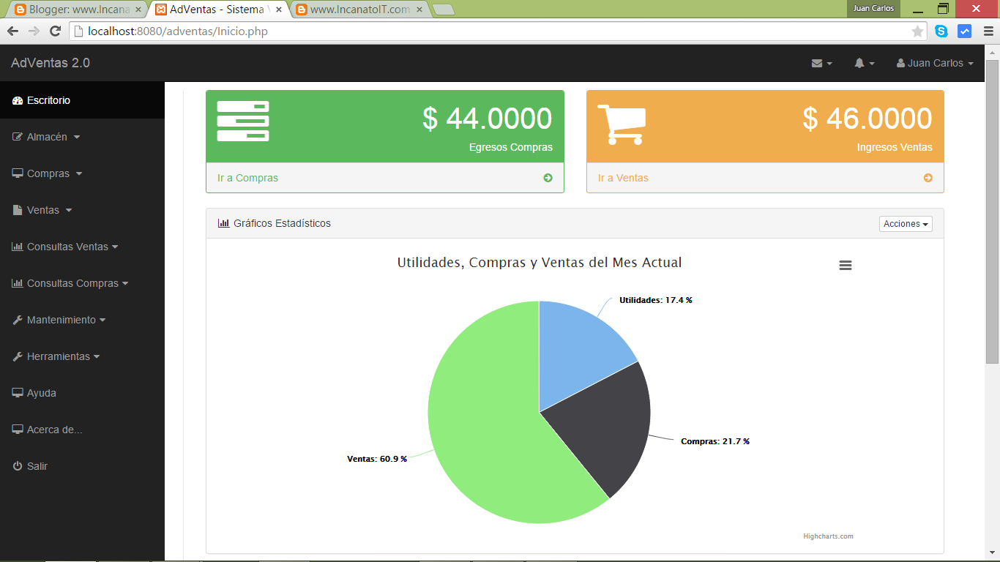 Blogger: www.Incana
AdVentas - Sistema V
www.IncanatoIT.com
Juan Carlos
localhost:8080/adventas/Inicio.php
AdVentas 2.0
Juan Carlos
Escritorio
Almacén
Compras
Ventas
Consultas Ventas
Consultas Compras
Mantenimiento
Herramientas
Ayuda
Acerca de...
Salir
$ 44.0000
Egresos Compras
Ir a Compras
$ 46.0000
Ingresos Ventas
Ir a Ventas
Gráficos Estadísticos
Acciones
Utilidades, Compras y Ventas del Mes Actual
Utilidades: 17.4 %
Compras: 21.7 %
Ventas: 60.9 %
Highcharts.com